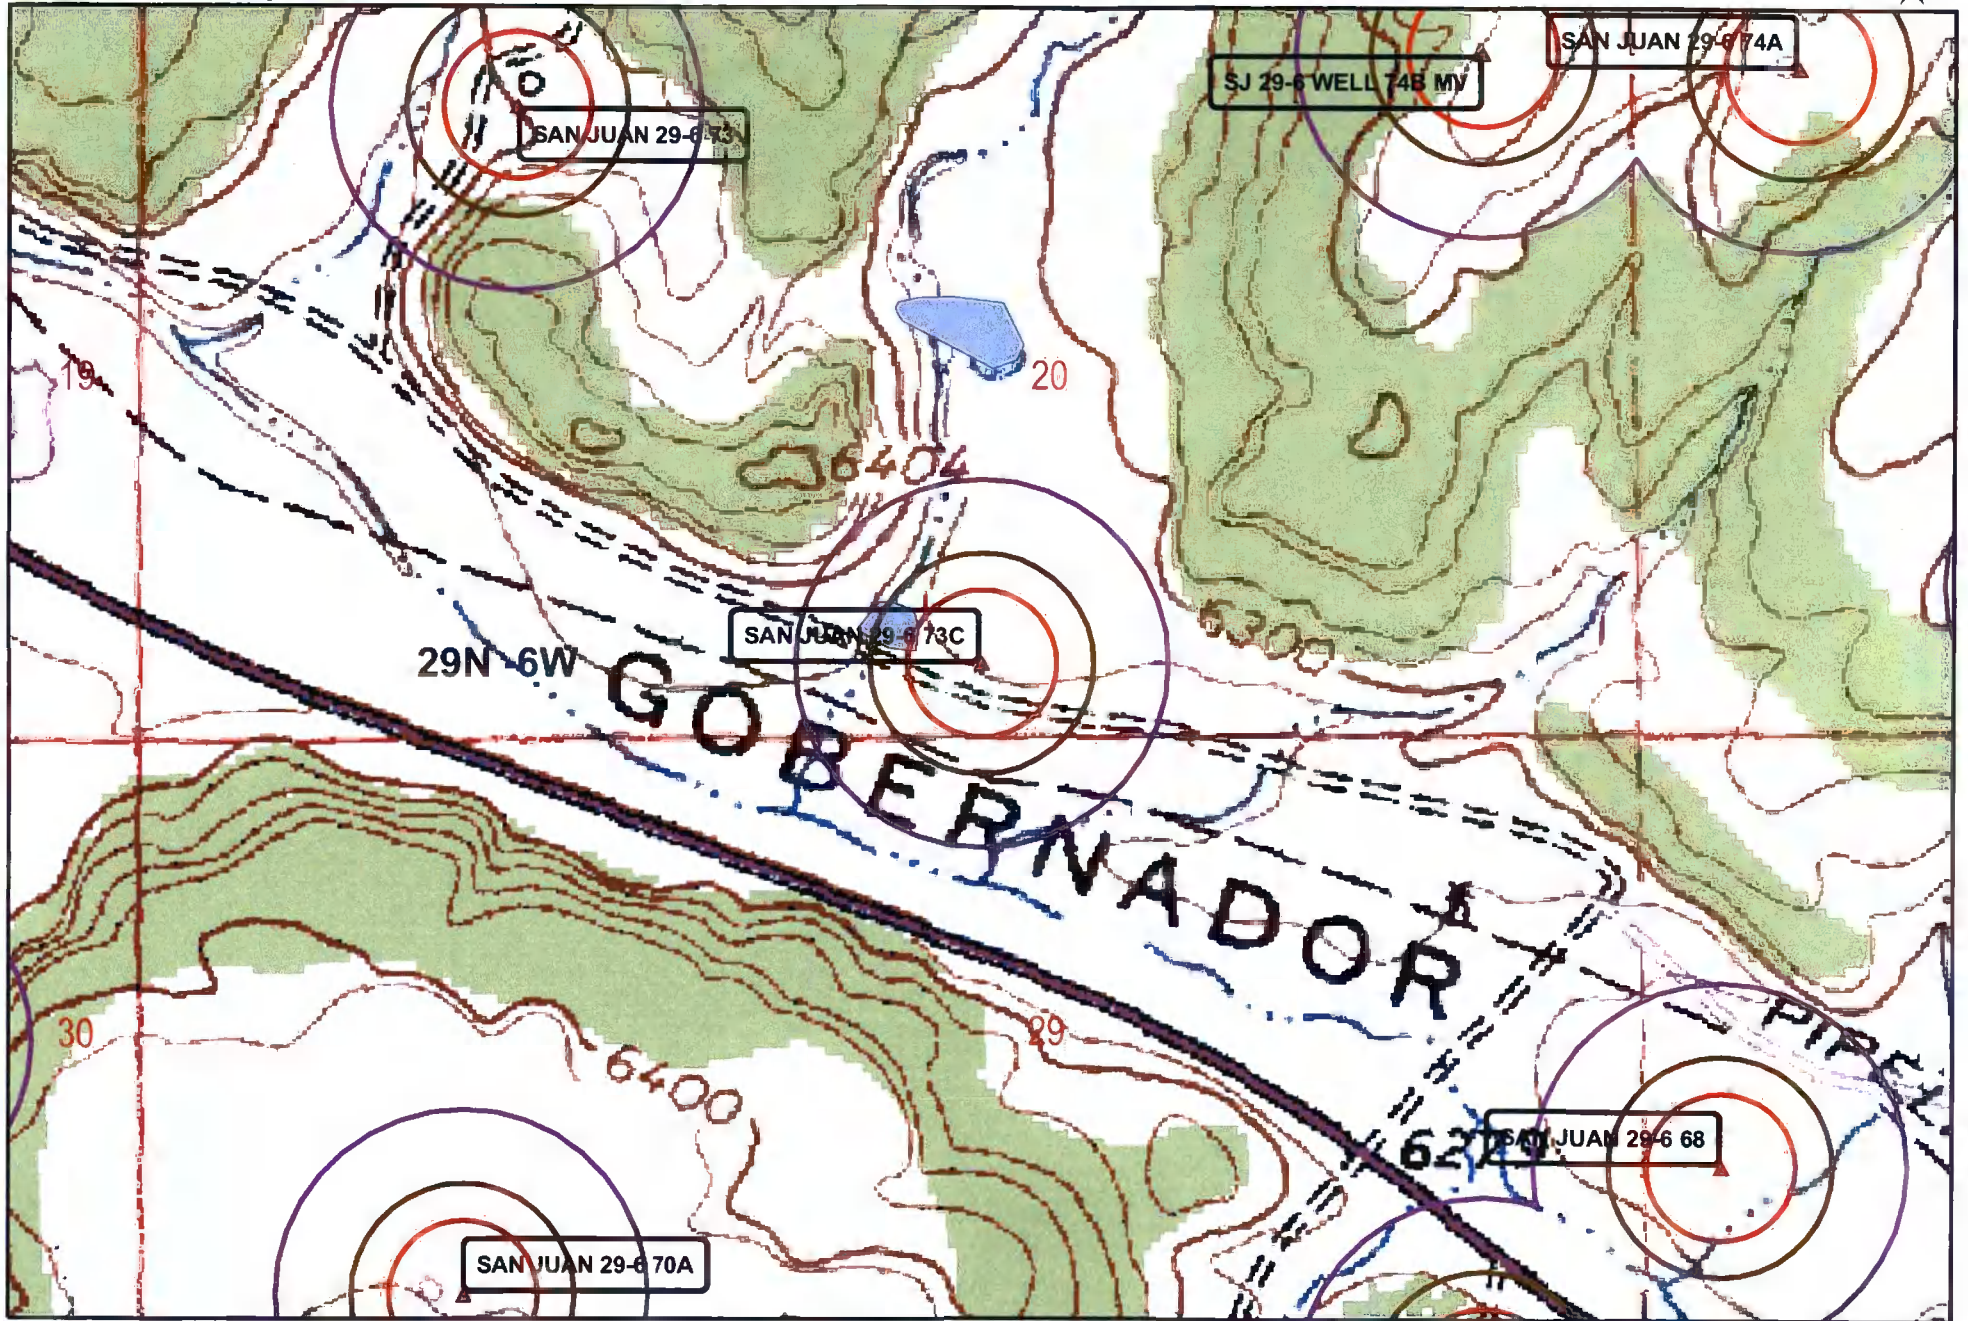 SAN JUAN 29-6 74A
SJ 29-6 WELL 74B MV
SAN JUAN 29-6 73
19
20
6404
SAN JUAN 29-6 73C
6300
29N 6W
GOBERNADOR
30
29
PIPEL
6400
SAN JUAN 29-6 68
SAN JUAN 29-6 70A